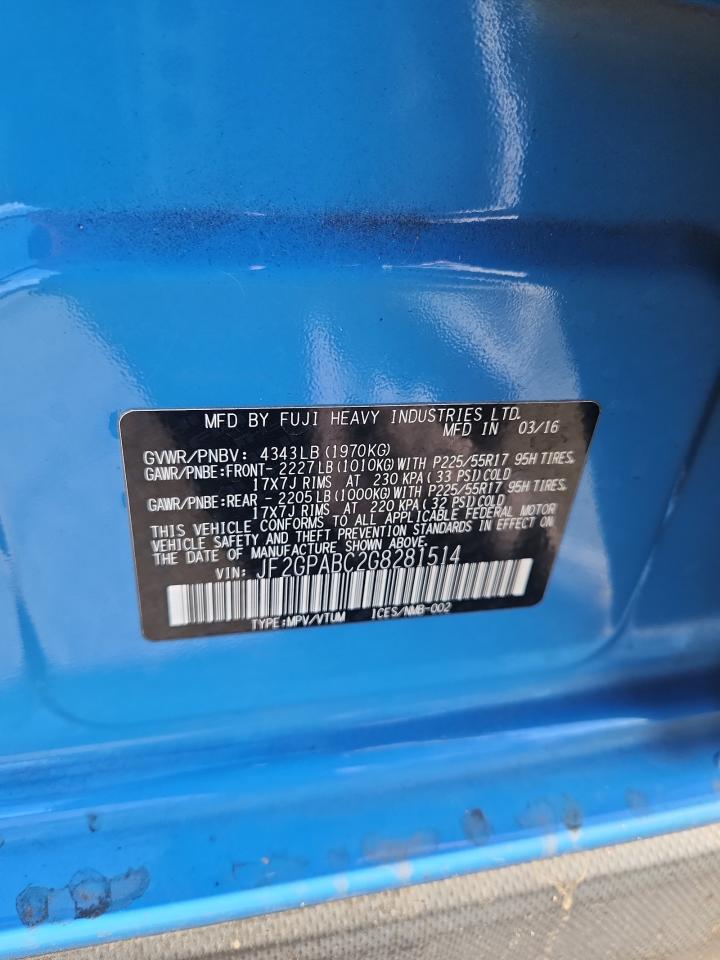 MFD BY FUJI HEAVY INDUSTRIES LTD.
MFD IN 03/16
GVWR/PNBV: 4343LB (1970KG)
GAWR/PNBE:FRONT- 2227LB (1010KG) WITH P225/55R17 95H TIRES,
17x7J RIMS AT 230 KPA ( 33 PSI) COLD
GAWR/PNBE:REAR - 2205LB (1000KG) WITH P225/55R17 95H TIRES,
17x7J RIMS AT 220 KPA ( 32 PSI) COLD
THIS VEHICLE CONFORMS TO ALL APPLICABLE FEDERAL MOTOR
VEHICLE SAFETY AND THEFT PREVENTION STANDARDS IN EFFECT ON
THE DATE OF MANUFACTURE SHOWN ABOVE.
VIN: JF2GPABC2G8281514
TYPE:MPV/VTUM ICES/NMB-002